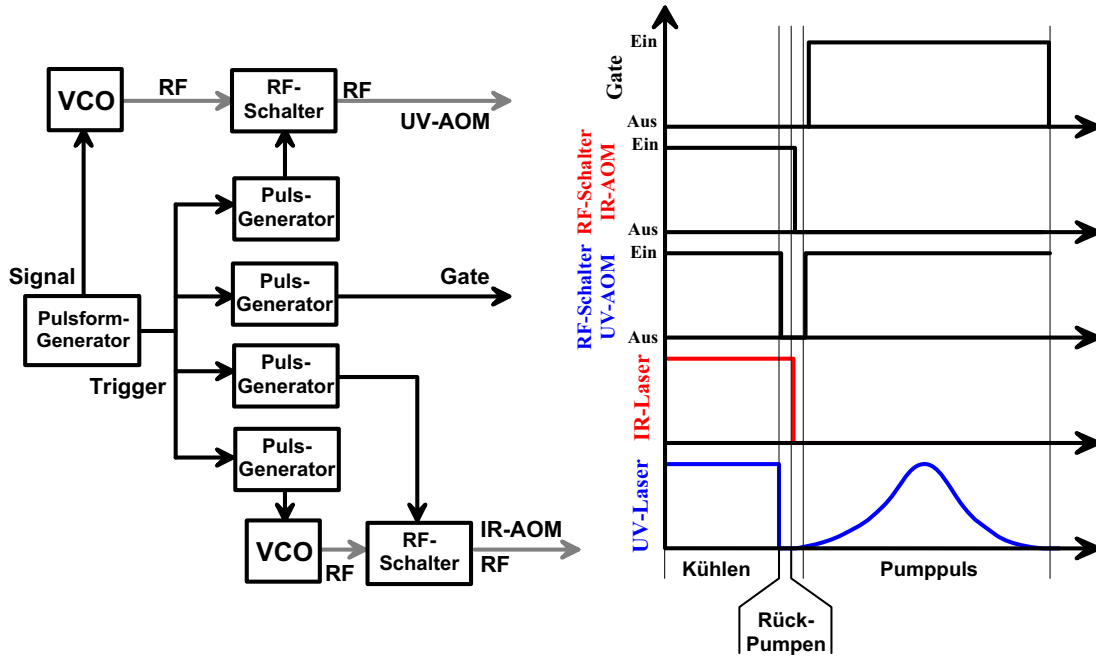 VCO
RF
RF-
Schalter
RF
UV-AOM
Puls-
Generator
Signal
Puls-
Generator
Gate
Pulsform-
Generator
Trigger
Puls-
Generator
Puls-
Generator
VCO
RF
RF-
Schalter
IR-AOM
RF
Gate
Ein
Aus
RF-Schalter
IR-AOM
Ein
Aus
RF-Schalter
UV-AOM
Ein
Aus
IR-Laser
UV-Laser
Kühlen
Pumppuls
Rück-
Pumpen